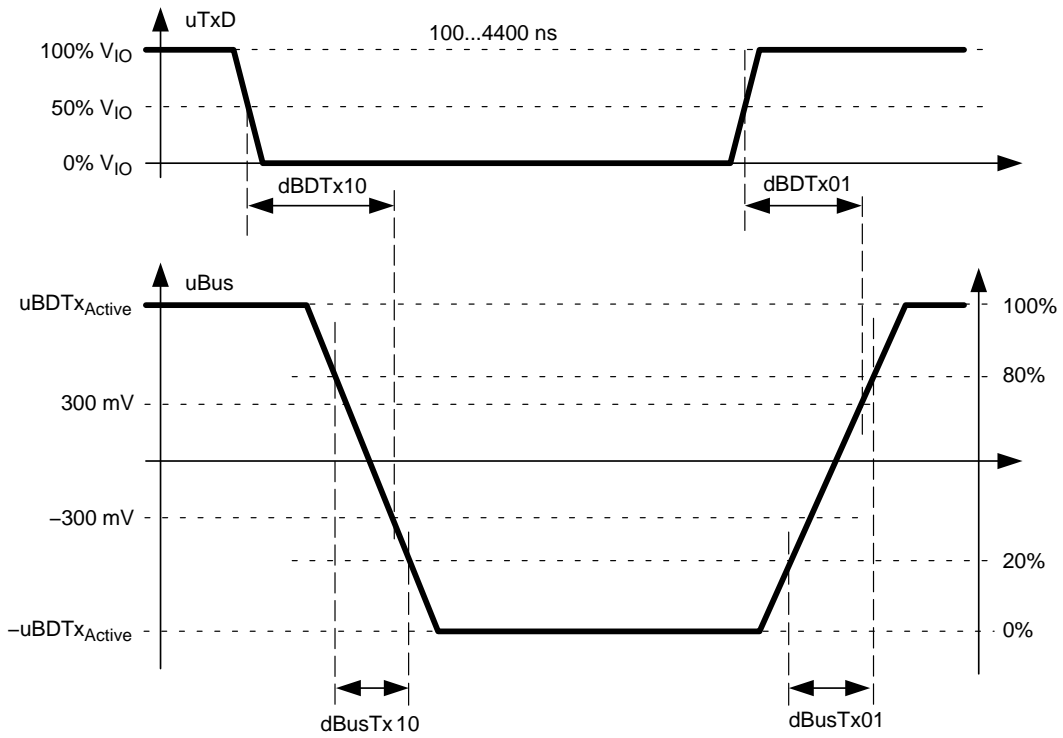 uTxD
100...4400 ns
100% VIO
50% VIO
0% VIO
dBDTx10
dBDTx01
uBus
uBDTxActive
100%
80%
300 mV
–300 mV
20%
–uBDTxActive
0%
dBusTx10
dBusTx01